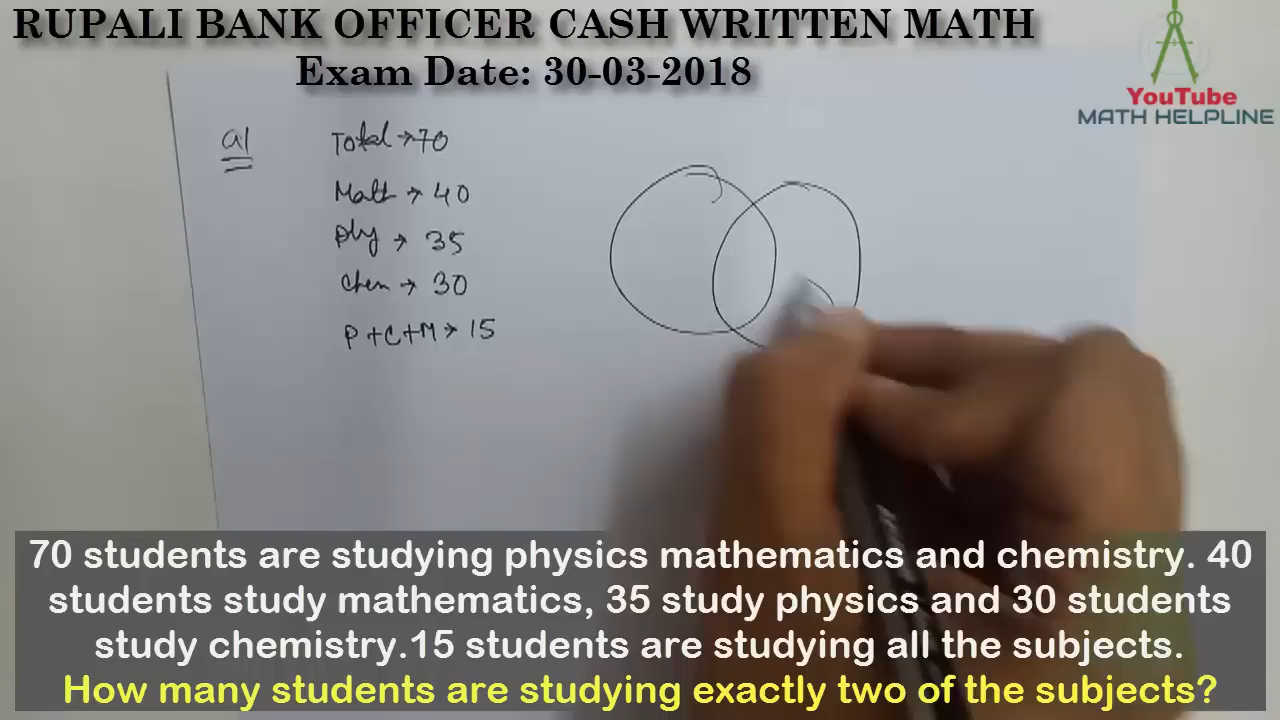 RUPALI BANK OFFICER CASH WRITTEN MATH
Exam Date: 30-03-2018
YouTube
MATH HELPLINE
a)
Total → 70
Math → 40
Phy → 35
Chem → 30
P+C+M → 15
70 students are studying physics mathematics and chemistry. 40
students study mathematics, 35 study physics and 30 students
study chemistry.15 students are studying all the subjects.
How many students are studying exactly two of the subjects?